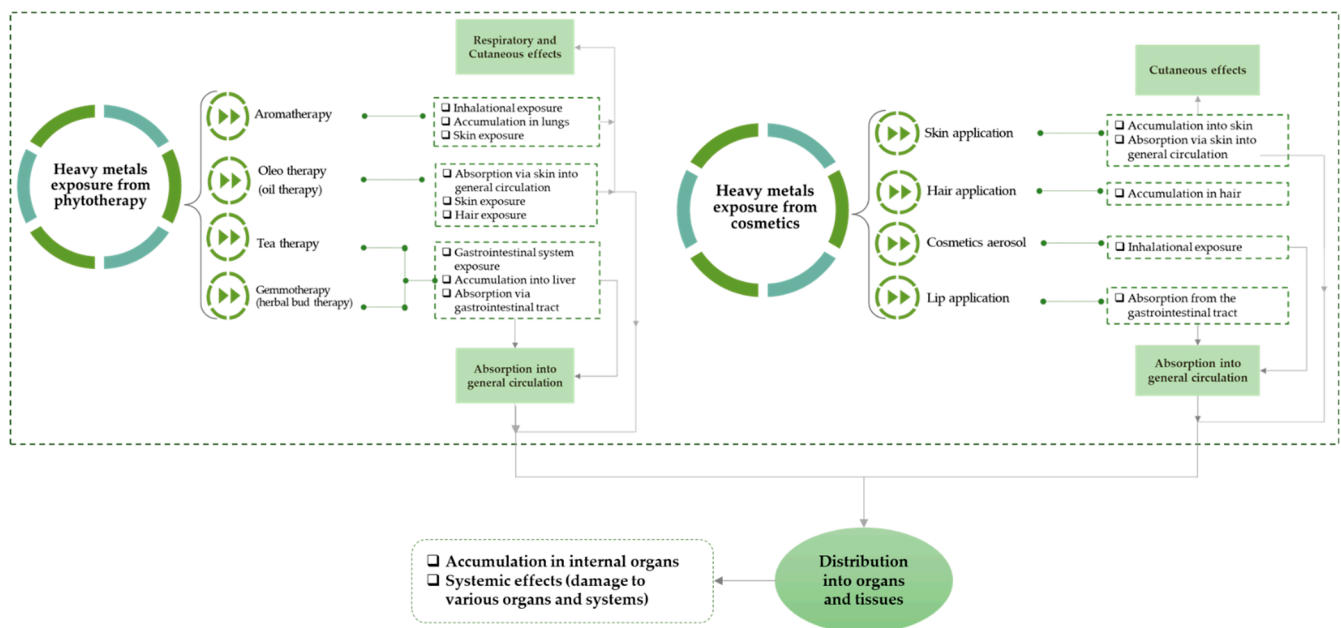 Respiratory and
Cutaneous effects
Heavy metals
exposure from
phytotherapy
Aromatherapy
❑ Inhalational exposure
❑ Accumulation in lungs
❑ Skin exposure
Oleo therapy
(oil therapy)
❑ Absorption via skin into
general circulation
❑ Skin exposure
❑ Hair exposure
Tea therapy
Gemmotherapy
(herbal bud therapy)
❑ Gastrointestinal system
exposure
❑ Accumulation into liver
❑ Absorption via
gastrointestinal tract
Absorption into
general circulation
Cutaneous effects
Heavy metals
exposure from
cosmetics
Skin application
❑ Accumulation into skin
❑ Absorption via skin into
general circulation
Hair application
❑ Accumulation in hair
Cosmetics aerosol
❑ Inhalational exposure
Lip application
❑ Absorption from the
gastrointestinal tract
Absorption into
general circulation
Distribution
into organs
and tissues
❑ Accumulation in internal organs
❑ Systemic effects (damage to
various organs and systems)